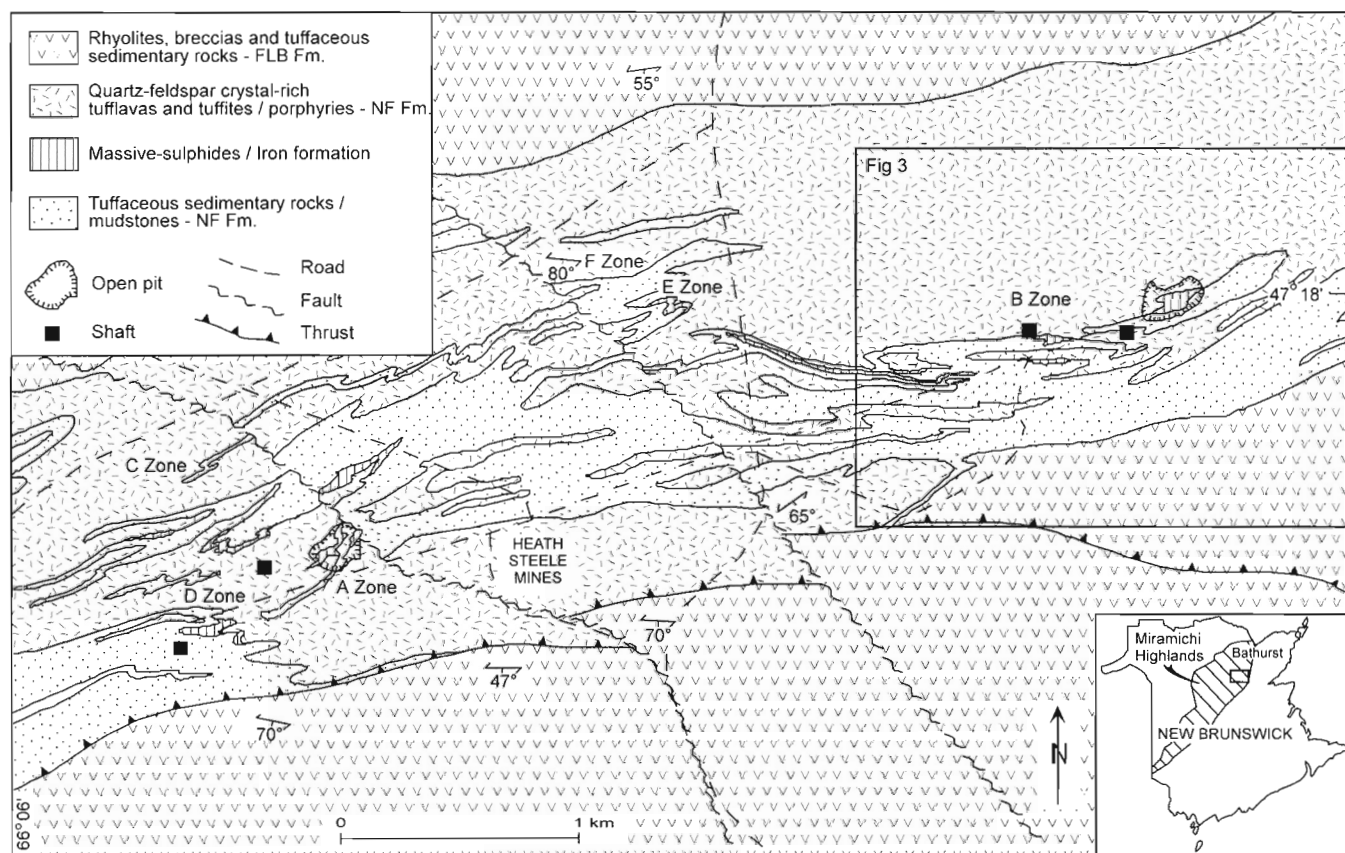 Rhyolites, breccias and tuffaceous
sedimentary rocks - FLB Fm.
Quartz-feldspar crystal-rich
tufflavas and tuffites / porphyries - NF Fm.
Massive-sulphides / Iron formation
Tuffaceous sedimentary rocks /
mudstones - NF Fm.
Open pit
Shaft
Road
Fault
Thrust
55°
Fig 3
F Zone
80°
E Zone
B Zone
47° 18'
C Zone
65°
HEATH
STEELE
MINES
D Zone
A Zone
70°
47°
70°
N
66° 06'
0
1 km
Miramichi
Highlands
Bathurst
NEW BRUNSWICK